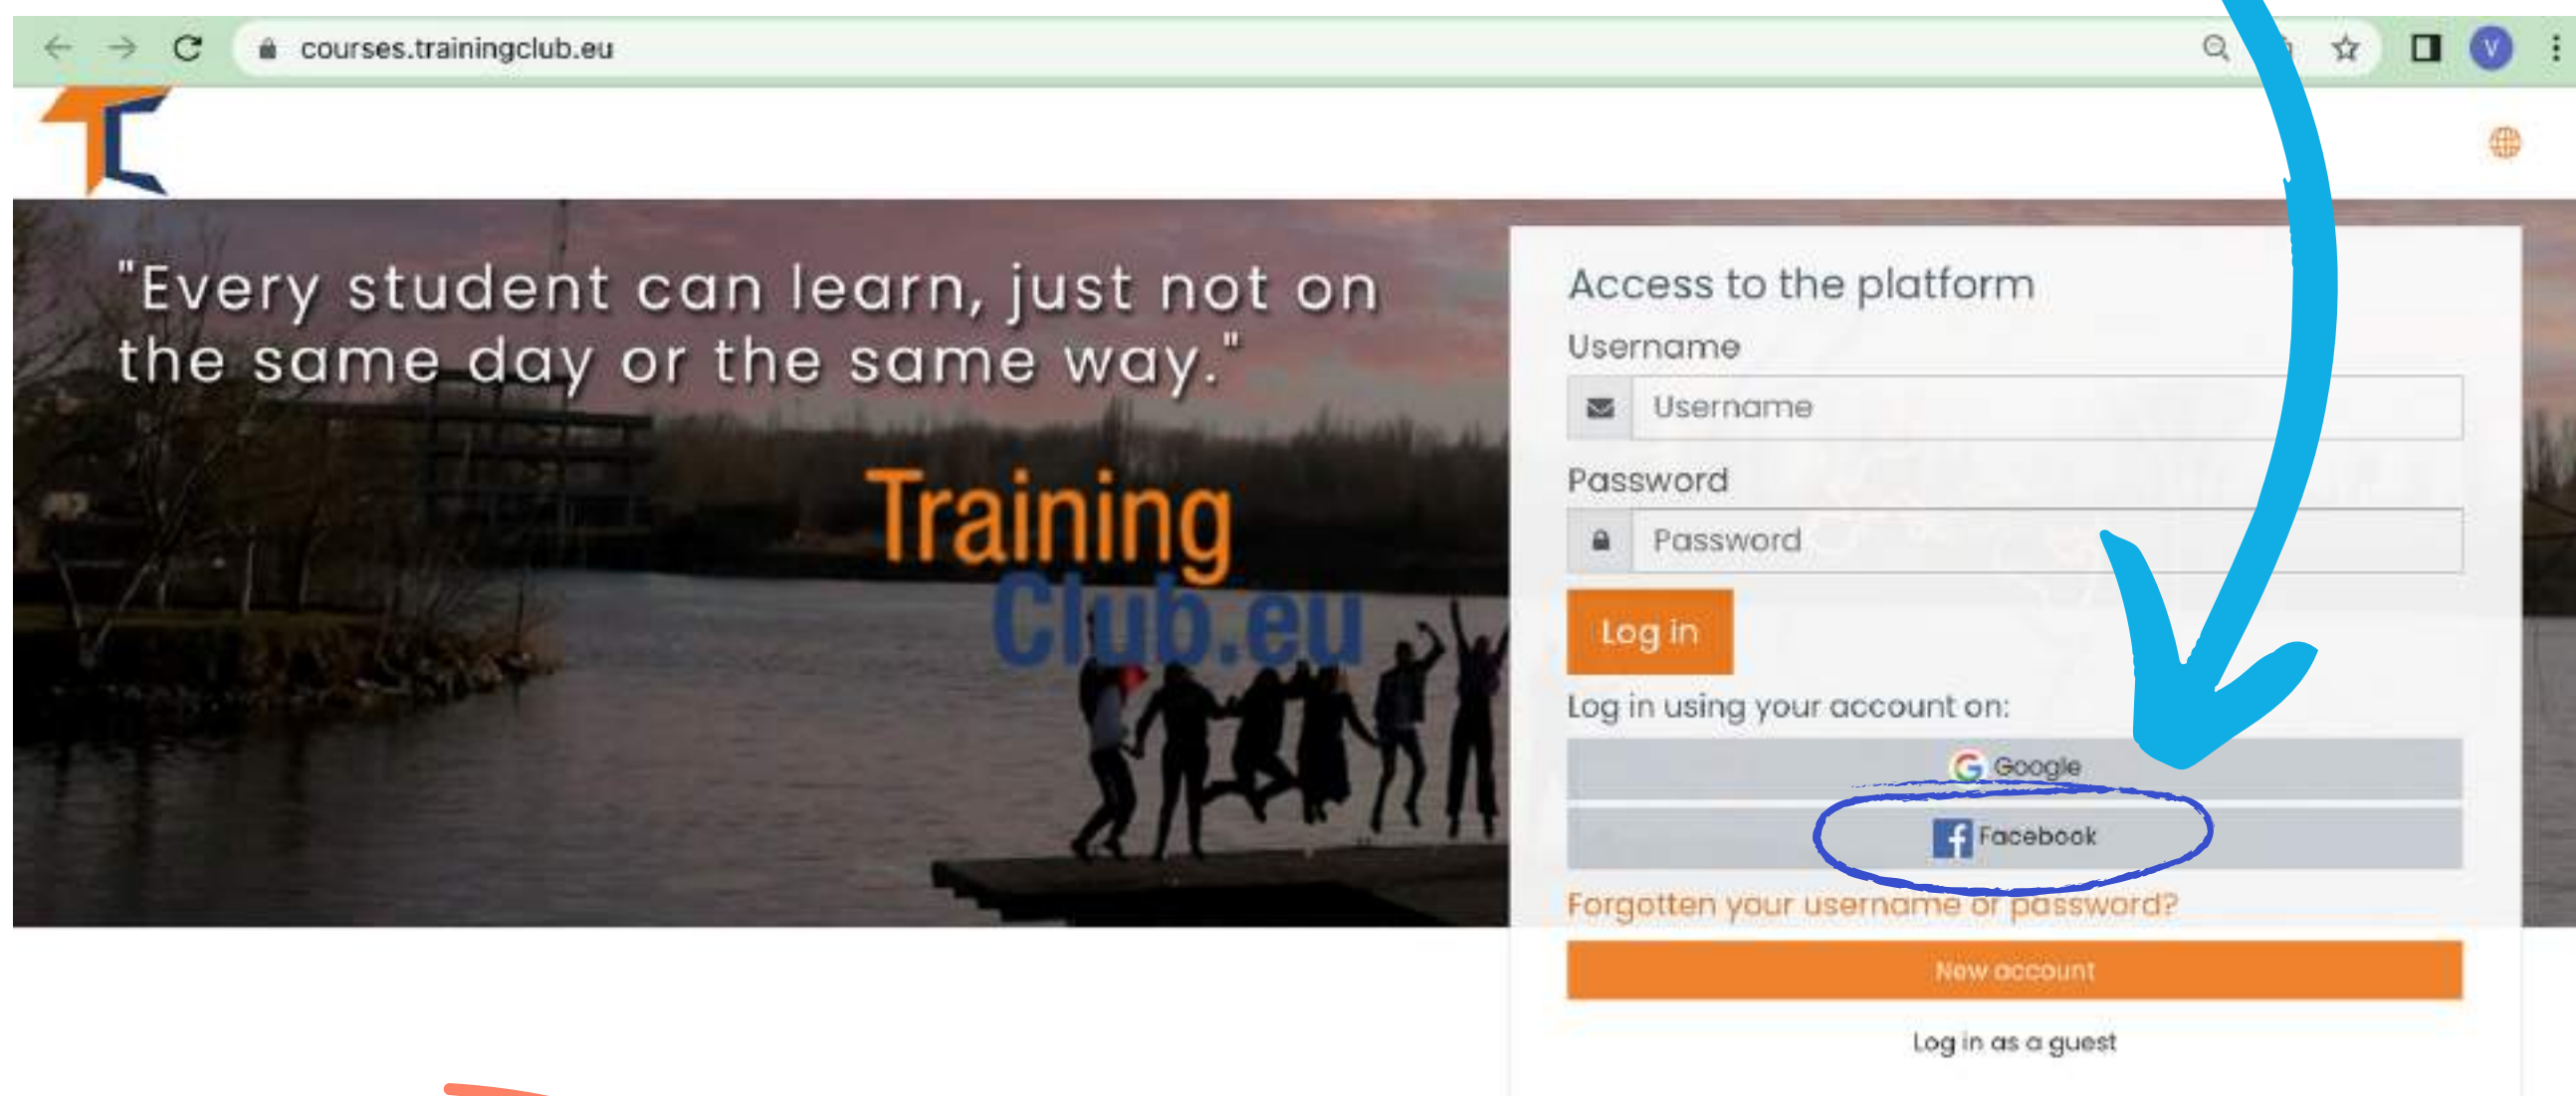 courses.trainingclub.eu
V
TC
"Every student can learn, just not on
the same day or the same way."
Training
Club.eu
Access to the platform
Username
Username
Password
Password
Log in
Log in using your account on:
G Google
f Facebook
Forgotten your username or password?
New account
Log in as a guest